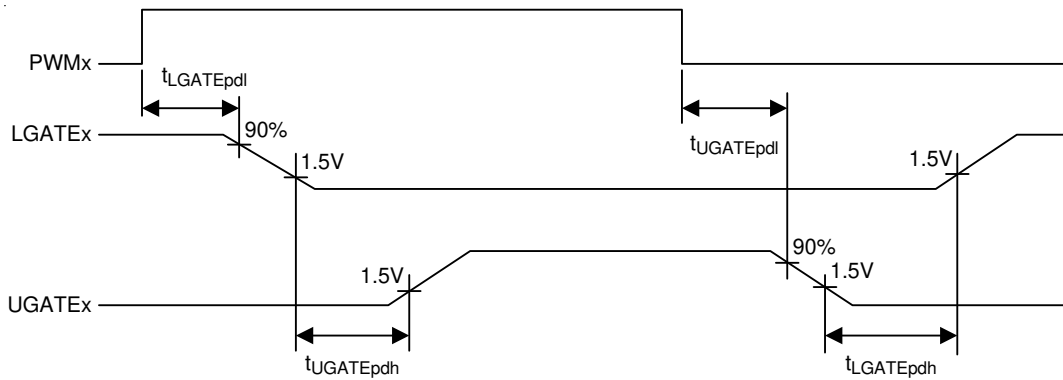 PWMx
tLGATEpdl
LGATEx
90%
1.5V
tUGATEpdl
1.5V
90%
1.5V
1.5V
UGATEx
tUGATEpdh
tLGATEpdh